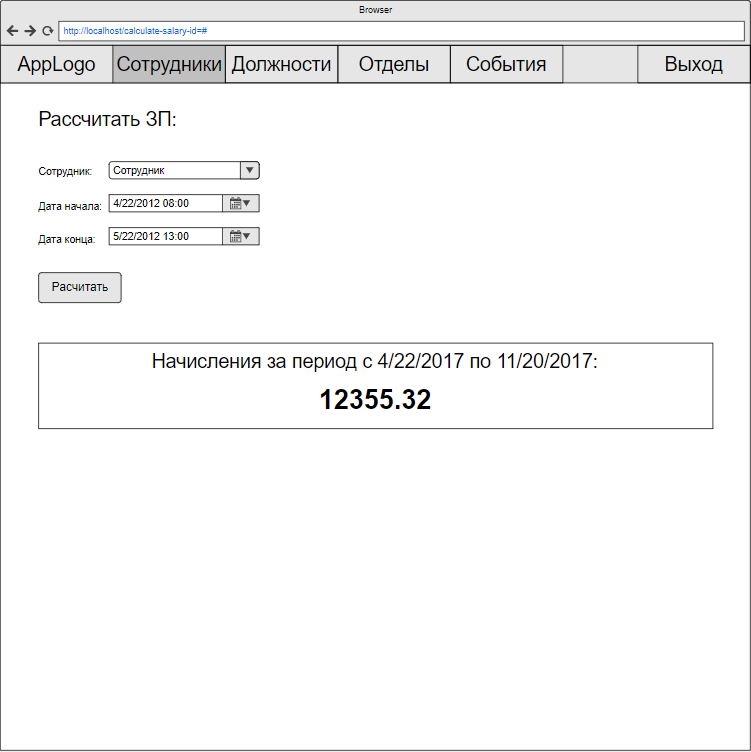 Browser
http://localhost/calculate-salary-id=#
AppLogo Сотрудники Должности Отделы События Выход
Рассчитать ЗП:
Сотрудник: Сотрудник
Дата начала: 4/22/2012 08:00
Дата конца: 5/22/2012 13:00
Расчитать
Начисления за период с 4/22/2017 по 11/20/2017:
12355.32